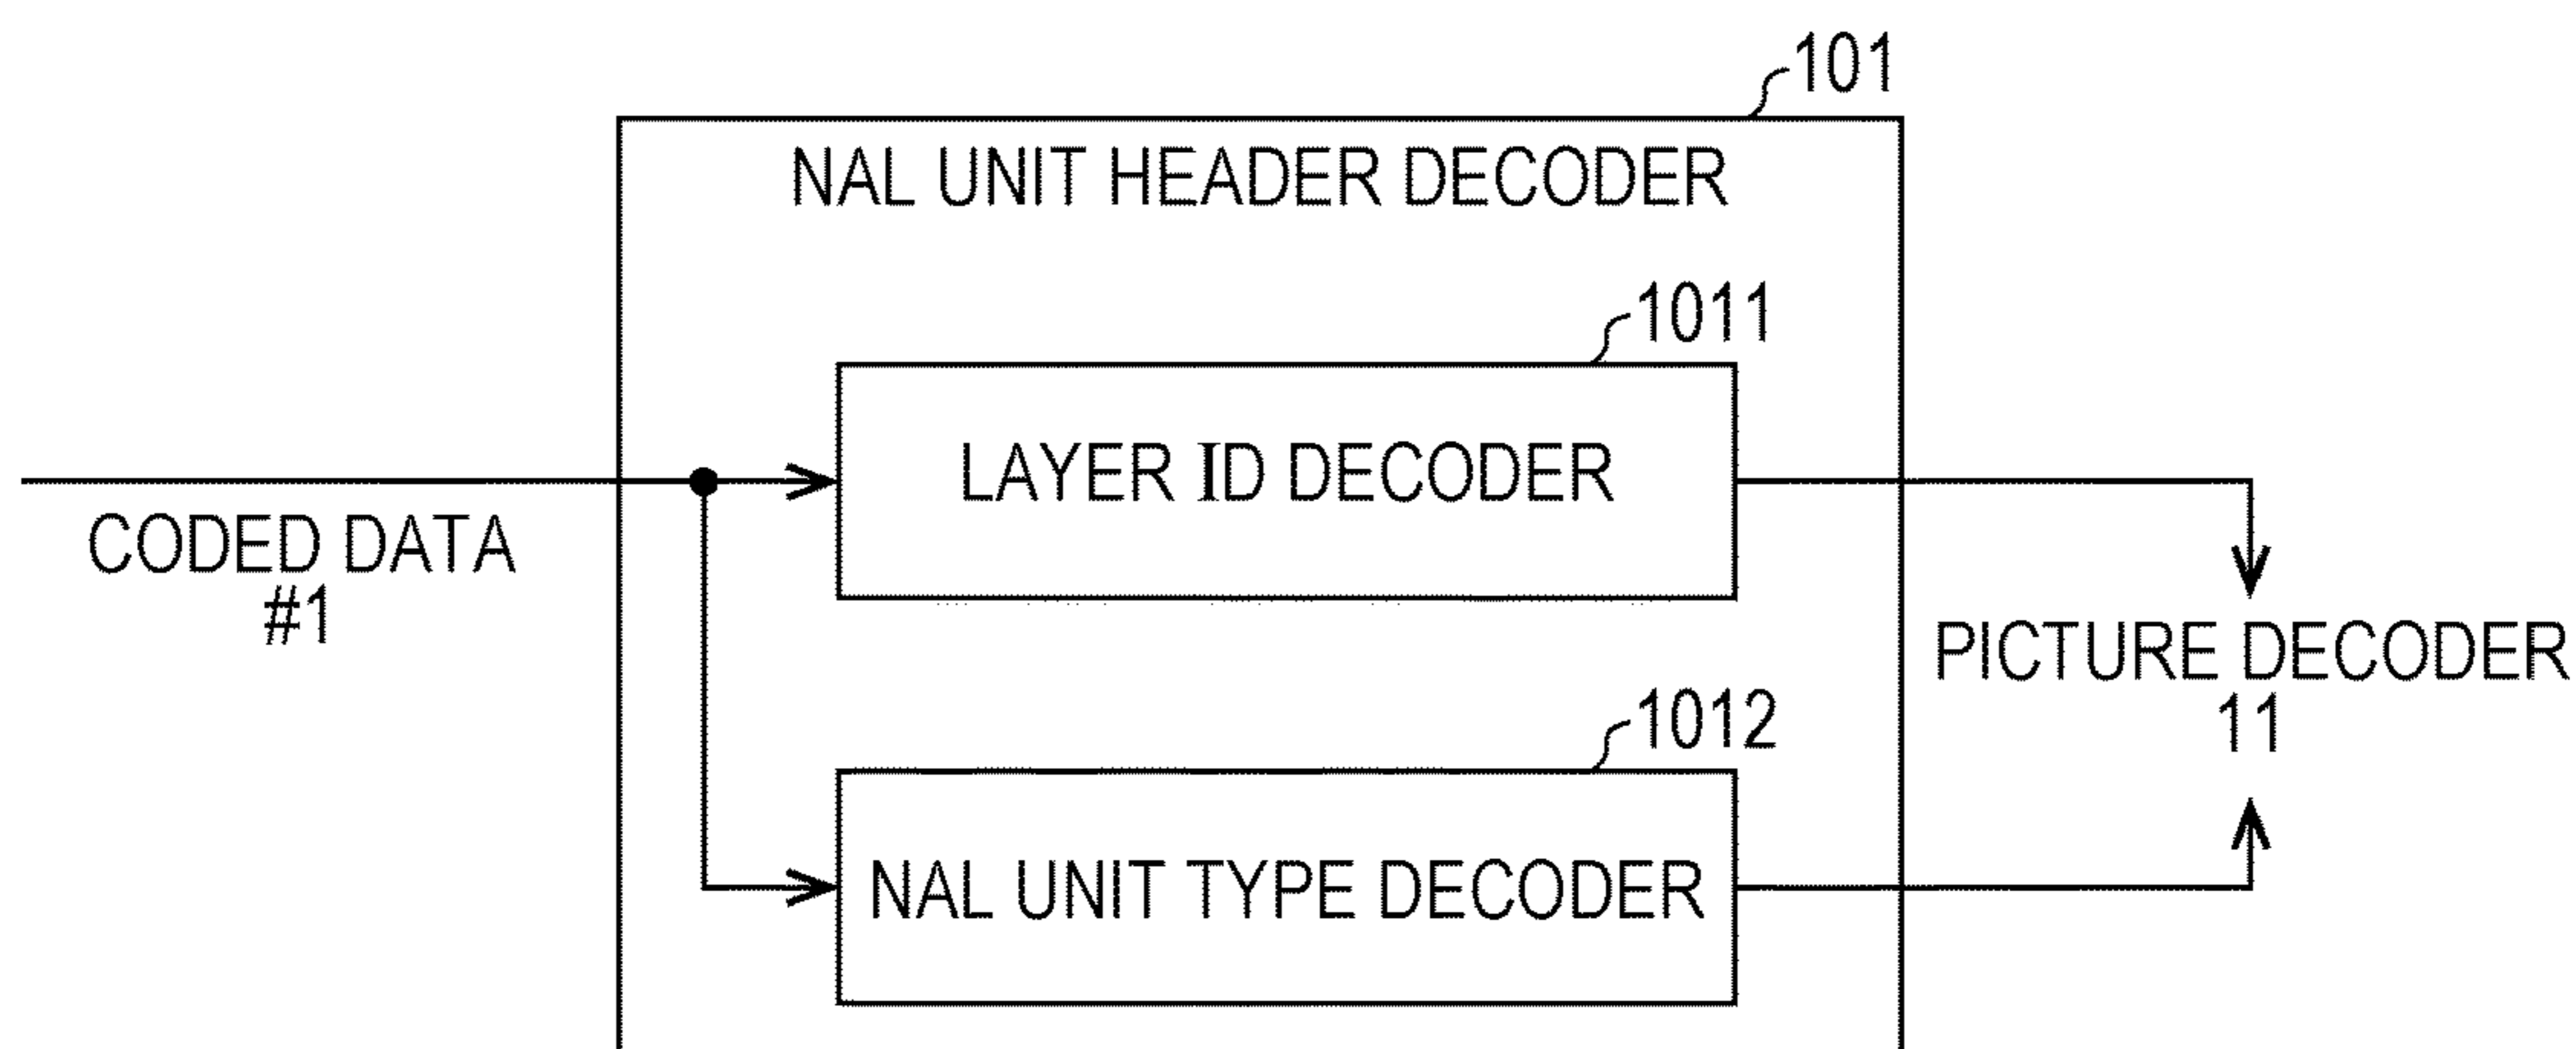 101
NAL UNIT HEADER DECODER
1011
LAYER ID DECODER
CODED DATA
#1
PICTURE DECODER
11
1012
NAL UNIT TYPE DECODER